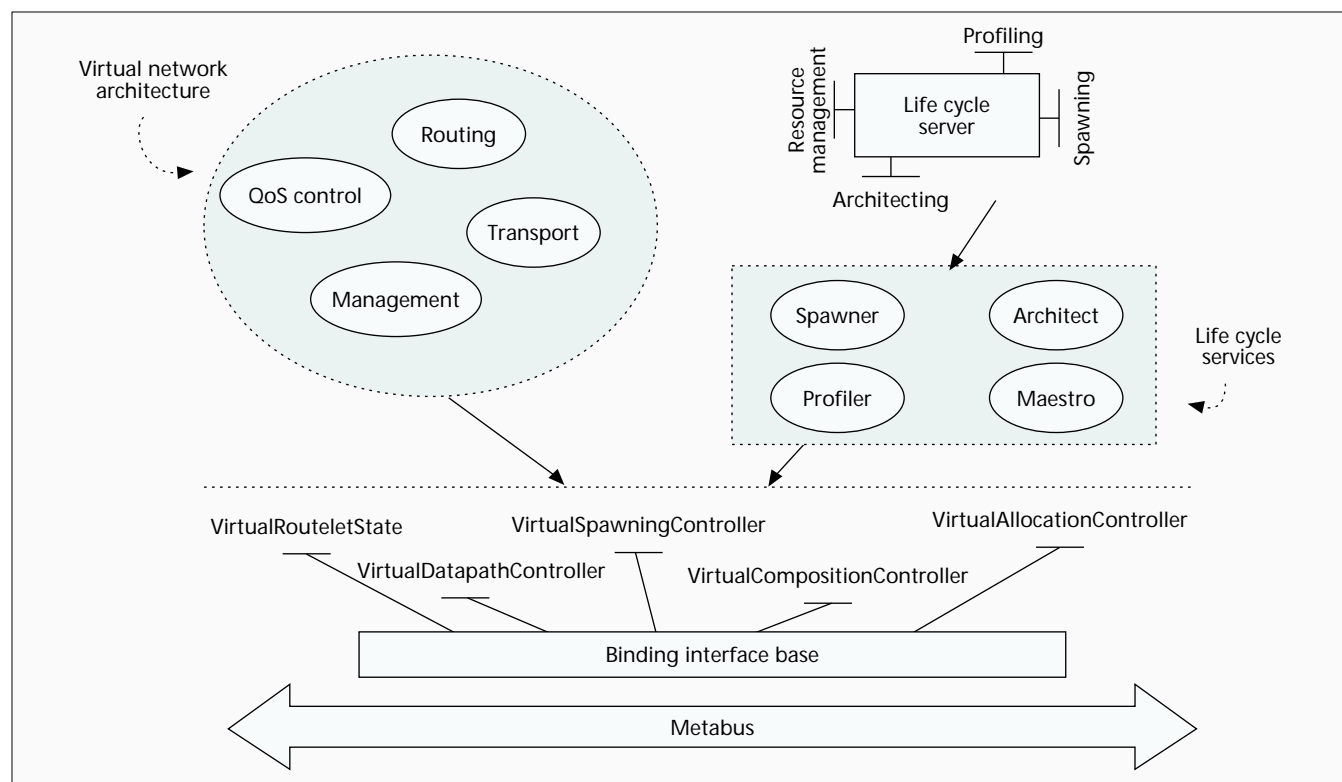 Virtual network
architecture
Routing
QoS control
Transport
Management
Profiling
Resource
management
Life cycle
server
Spawning
Architecting
Spawner
Architect
Profiler
Maestro
Life cycle
services
VirtualRouteletState
VirtualSpawningController
VirtualAllocationController
VirtualDatapathController
VirtualCompositionController
Binding interface base
Metabus